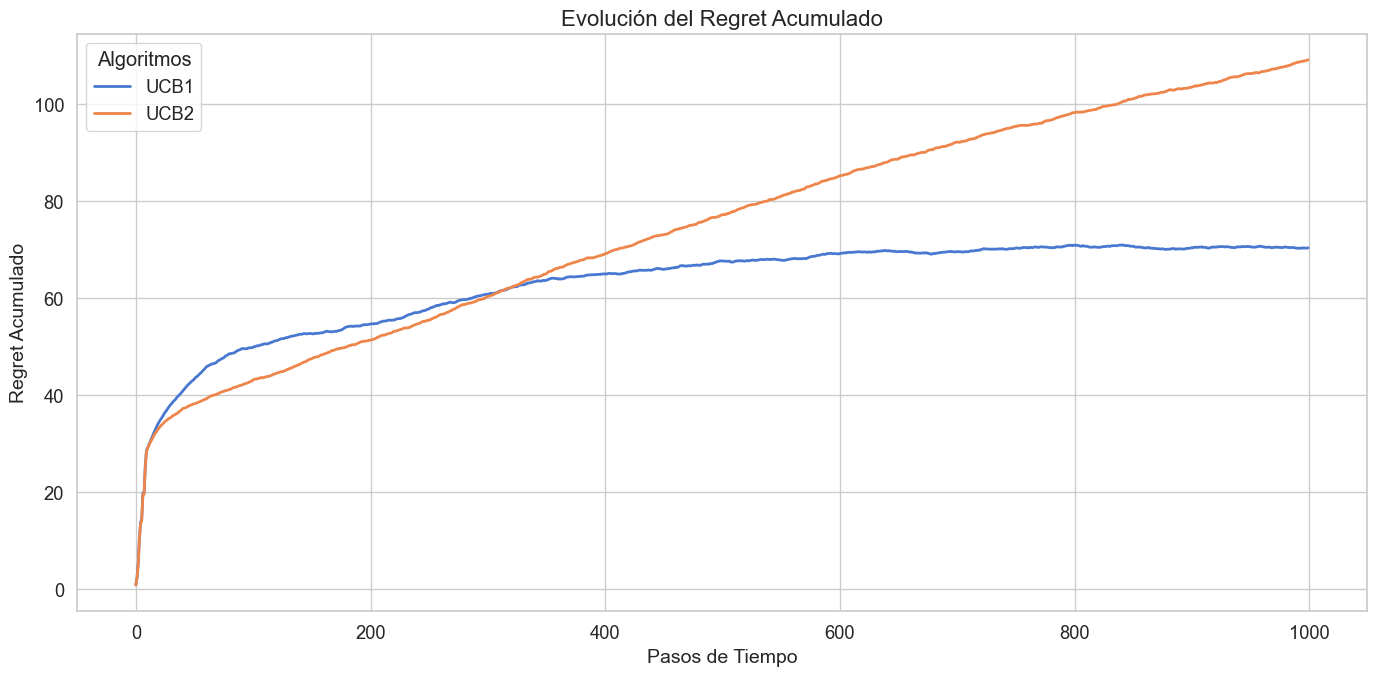 Evolución del Regret Acumulado
Algoritmos
UCB1
UCB2
Regret Acumulado
100
80
60
40
20
0
0 200 400 600 800 1000
Pasos de Tiempo